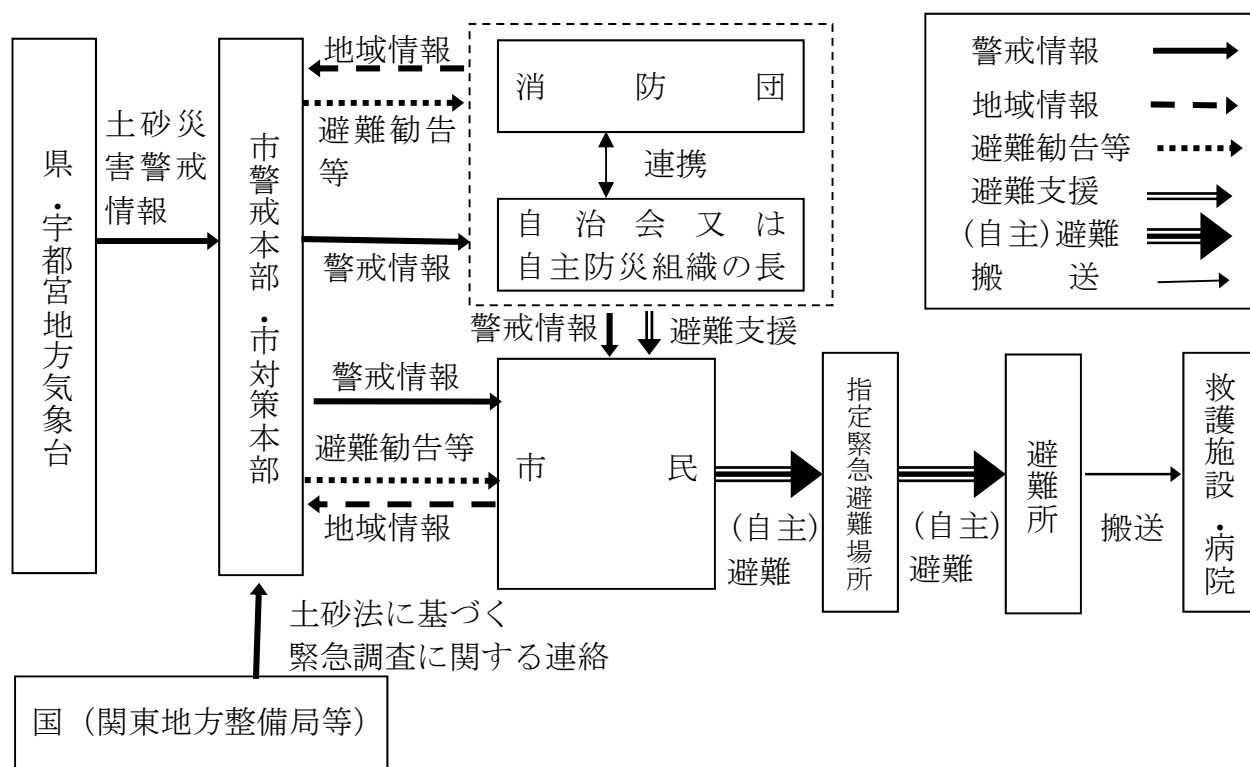 県・宇都宮地方気象台
土砂災
害警戒
情報
市警戒本部・市対策本部
地域情報
避難勧告
等
警戒情報
消防団
連携
自治会又は
自主防災組織の長
警戒情報
避難支援
警戒情報
避難勧告等
地域情報
市民
(自主)
避難
指定緊急避難場所
(自主)
避難
避難所
搬送
救護施設・病院
土砂法に基づく
緊急調査に関する連絡
国（関東地方整備局等）
警戒情報
地域情報
避難勧告等
避難支援
(自主)避難
搬送